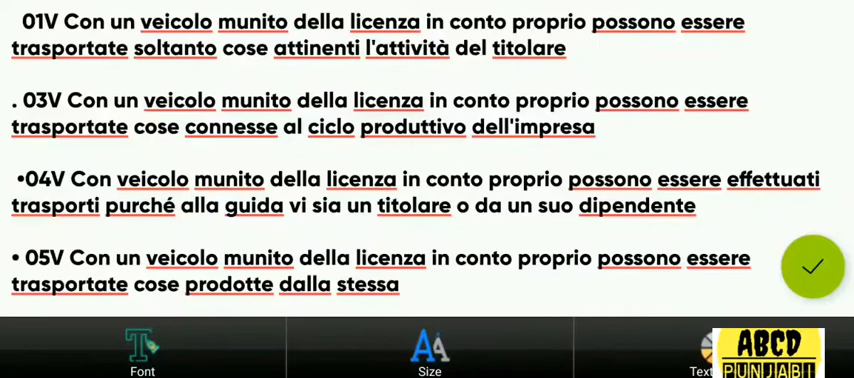 01V Con un veicolo munito della licenza in conto proprio possono essere
trasportate soltanto cose attinenti l'attività del titolare
. 03V Con un veicolo munito della licenza in conto proprio possono essere
trasportate cose connesse al ciclo produttivo dell'impresa
•04V Con un veicolo munito della licenza in conto proprio possono essere effettuati
trasporti purché alla guida vi sia un titolare o da un suo dipendente
• 05V Con un veicolo munito della licenza in conto proprio possono essere
trasportate cose prodotte dalla stessa
Font
Size
Text
ABCD
PUNJABI